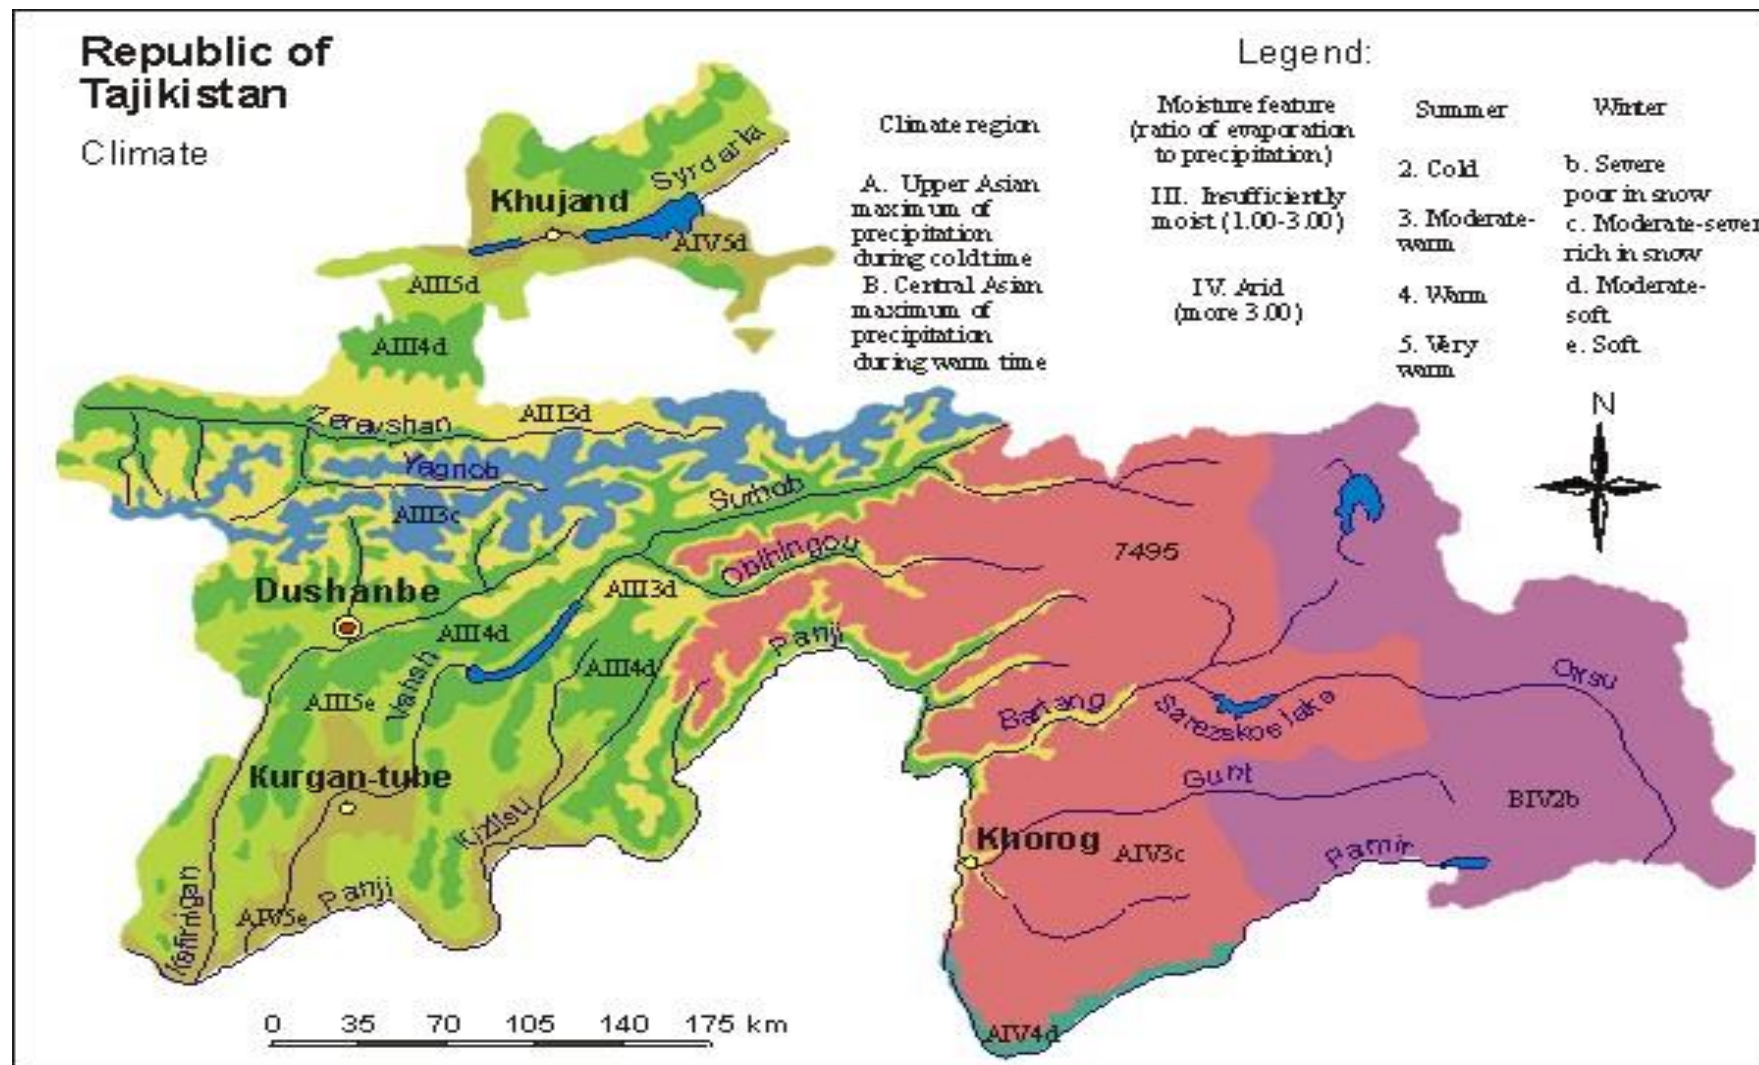 Republic of
Tajikistan
Climate
Legend:
Climate region
A. Upper Asian
maximum of
precipitation
during cold time
B. Central Asian
maximum of
precipitation
during warm time
Moisture feature
(ratio of evaporation
to precipitation)
III. Insufficiently
moist (1.00-3.00)
IV. Arid
(more 3.00)
Summer
2. Cold
3. Moderate-
warm
4. Warm
5. Very
warm
Winter
b. Severe
poor in snow
c. Moderate-sever
rich in snow
d. Moderate-
soft
e. Soft
N
Syrdaria
Khujand
AIV5d
AIII5d
AIII4d
AIII3d
Zeravshan
Yagnob
AIII3c
Surhob
Obihingou
7495
Dushanbe
AIII3d
AIII4d
AIII4d
Panji
Vahsh
AIII5e
Bartang
Sarezskoe lake
Oksu
Kurgan-tube
Gunt
BIV2b
Kizilsu
Khorog
AIV3c
Pamir
Panji
Kafirnigan
AIV5e
AIV4d
0 35 70 105 140 175 km